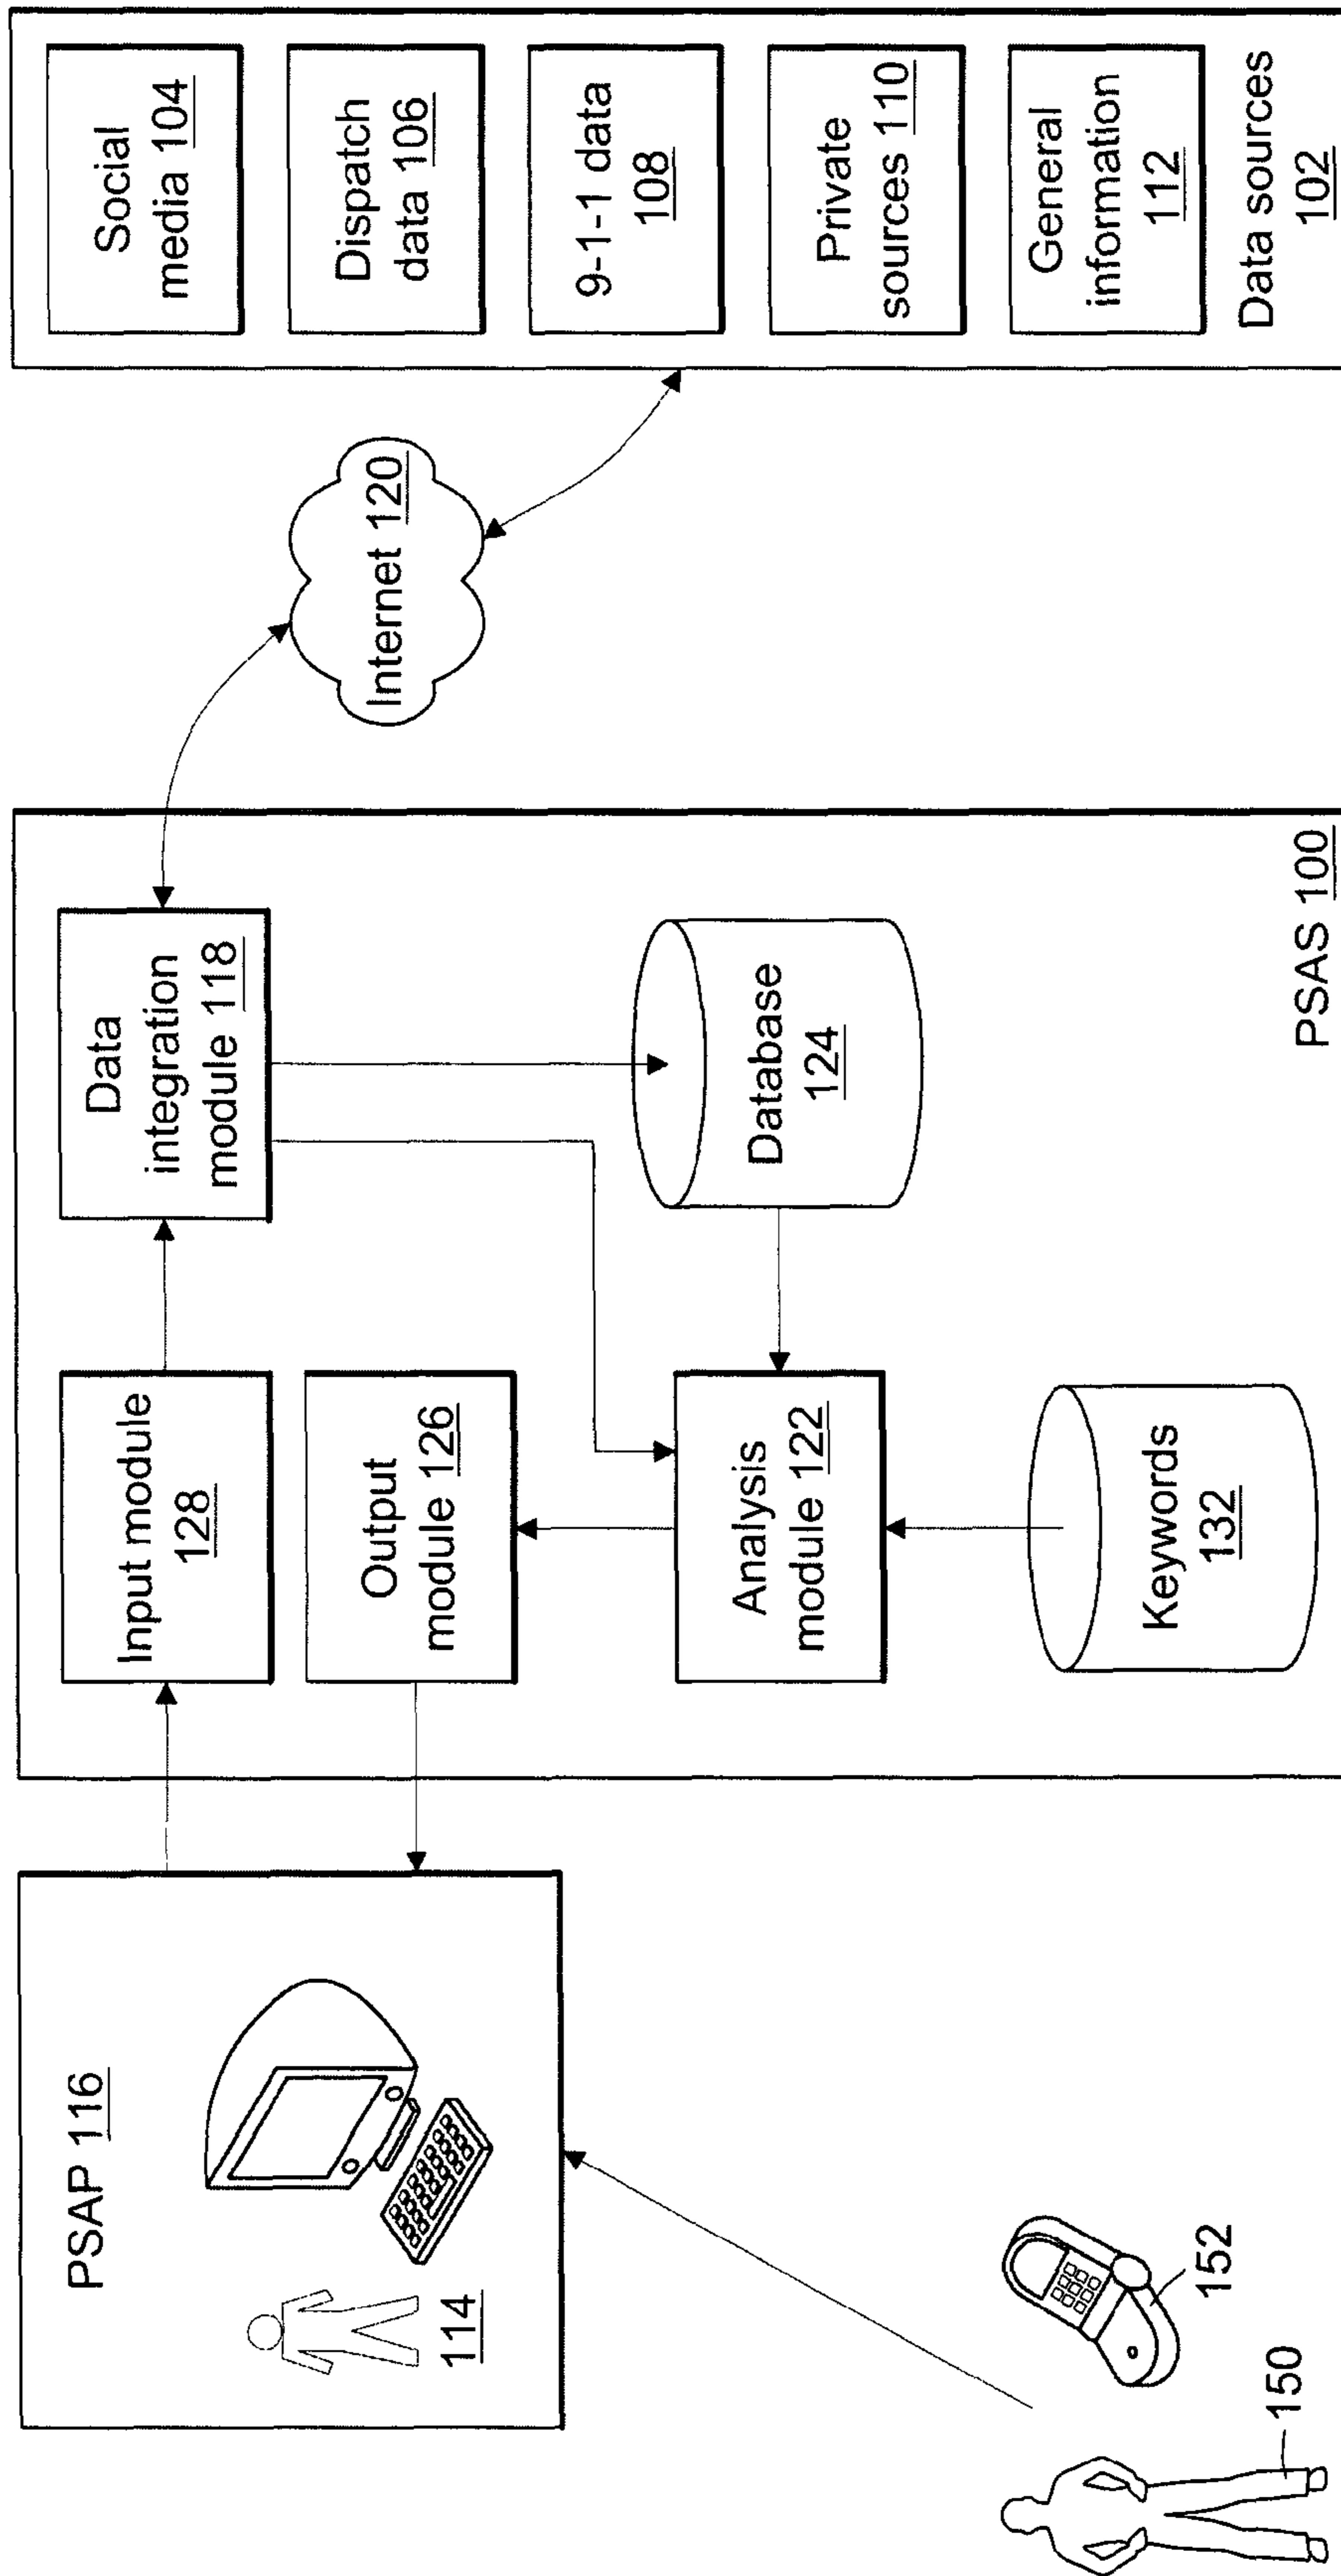 PSAP 116
114
150
152
Input module
128
Data
integration
module 118
Output
module 126
Analysis
module 122
Database
124
Keywords
132
PSAS 100
Internet 120
Social
media 104
Dispatch
data 106
9-1-1 data
108
Private
sources 110
General
information
112
Data sources
102